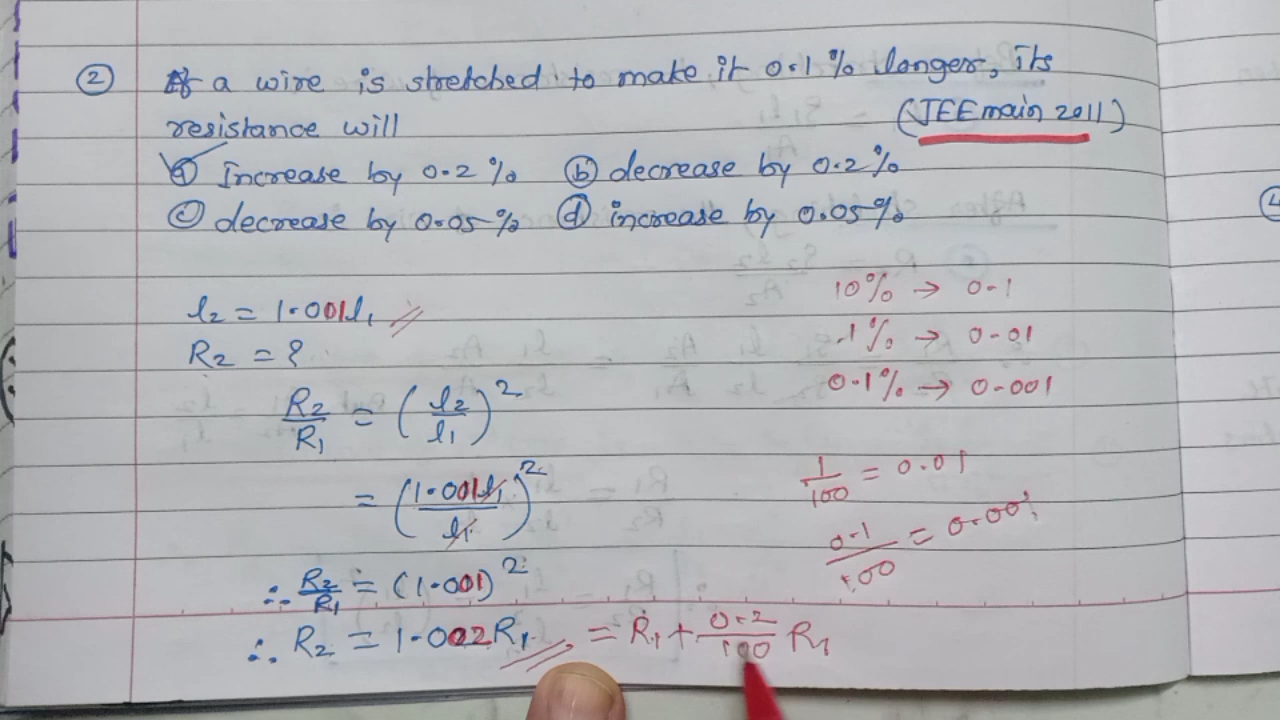 ② If a wire is stretched to make it 0.1% longer, its
resistance will (JEE main 2011)
ⓐ Increase by 0.2% ⓑ decrease by 0.2%
ⓒ decrease by 0.05% ⓓ increase by 0.05%
l₂ = 1.001l₁
R₂ = ?
R₂/R₁ = (l₂/l₁)²
= (1.001l₁/l₁)²
∴ R₂/R₁ = (1.001)²
∴ R₂ = 1.002R₁ = R₁ + 0.2/100 R₁
10% → 0.1
1% → 0.01
0.1% → 0.001
1/100 = 0.01
0.1/100 = 0.001